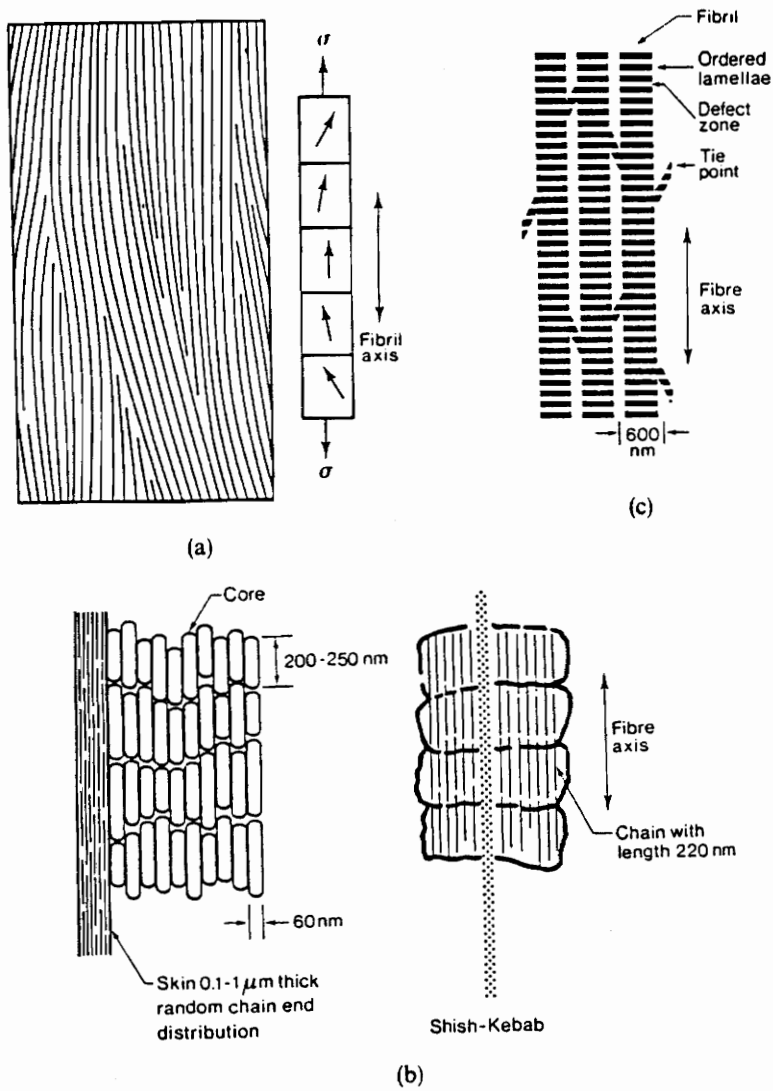 σ
Fibril
axis
σ
(a)
Fibril
Ordered
lamellae
Defect
zone
Tie
point
Fibre
axis
600
nm
(c)
Core
200-250 nm
60nm
Skin 0.1-1μm thick
random chain end
distribution
Fibre
axis
Chain with
length 220 nm
Shish-Kebab
(b)